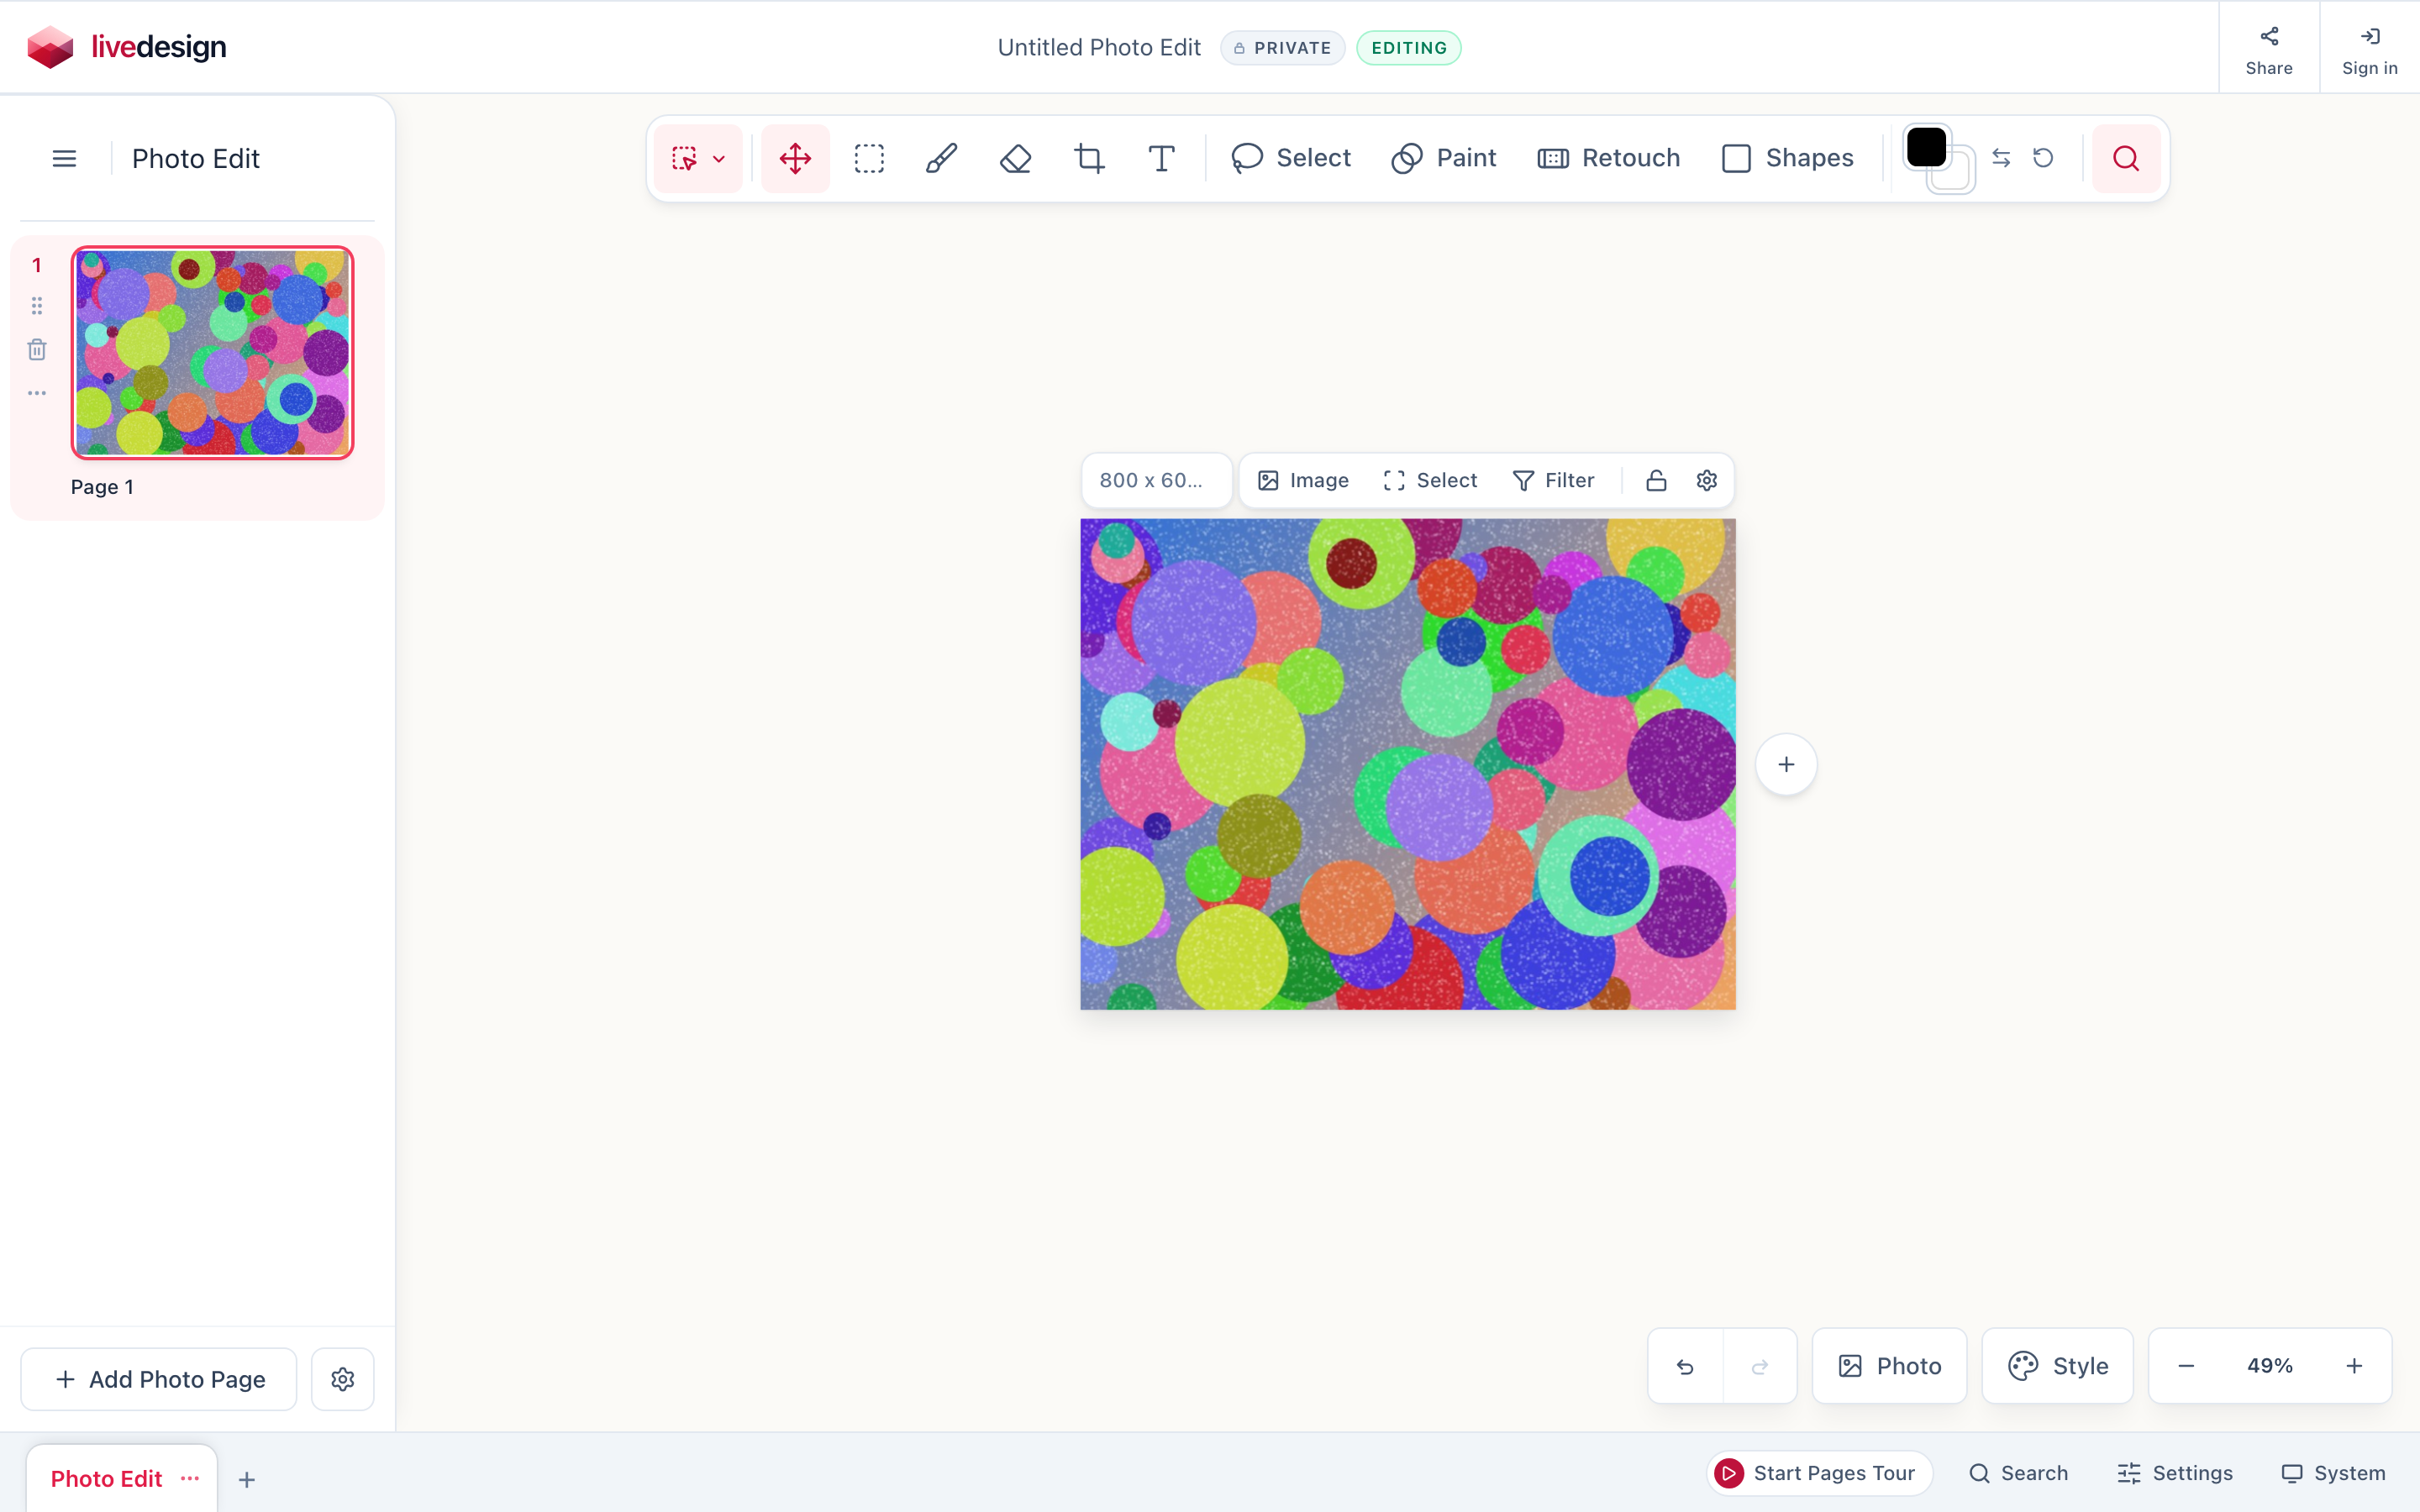 livedesign
Untitled Photo Edit
PRIVATE
EDITING
Share
Sign in
Photo Edit
Select
Paint
Retouch
Shapes
1
Page 1
800 x 60...
Image
Select
Filter
Add Photo Page
Photo
Style
49%
Photo Edit
Start Pages Tour
Search
Settings
System